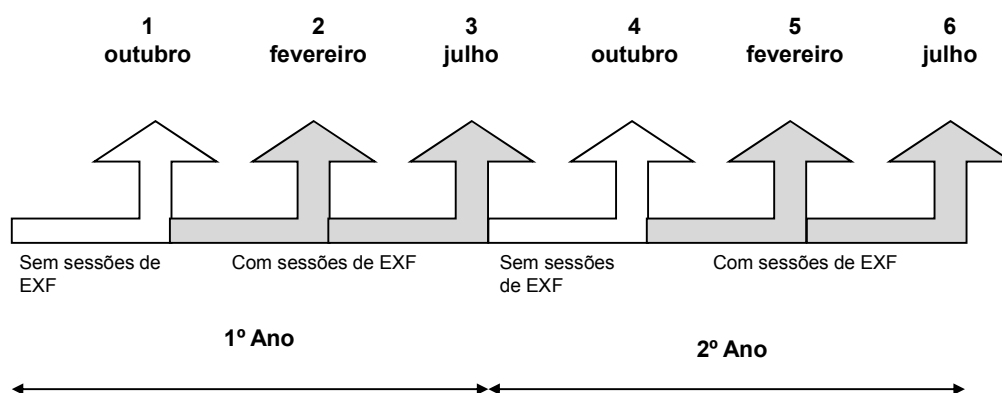 1 2 3 4 5 6
outubro fevereiro julho outubro fevereiro julho
Sem sessões de Com sessões de EXF Sem sessões Com sessões de EXF
EXF de EXF
1º Ano
2º Ano